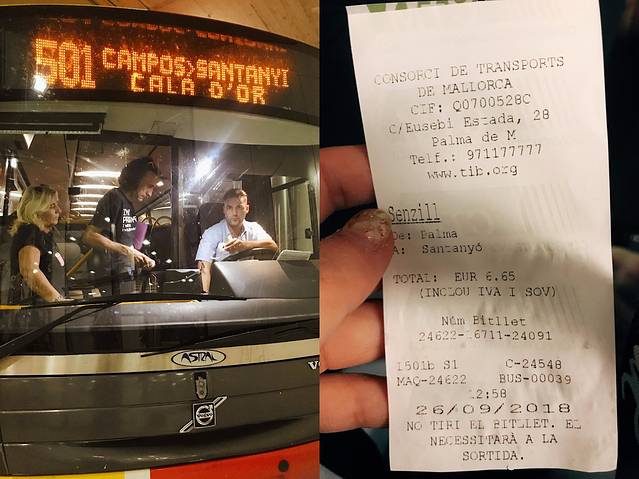 501 CAMPOS>SANTANYI
CALA D'OR
ASTRAL
VOLVO
CONSORCI DE TRANSPORTS
DE MALLORCA
CIF: Q0700528C
C/Eusebi Estada, 28
Palma de M
Telf.: 971177777
www.tib.org
Senzill
De: Palma
A: Santanyó
TOTAL: EUR 6.65
(INCLOU IVA I SOV)
Núm Bitllet
24622-16711-24091
1501b S1 C-24548
MAQ-24622 BUS-00039
12:58
26/09/2018
NO TIRI EL BITLLET. EL
NECESSITARÀ A LA
SORTIDA.